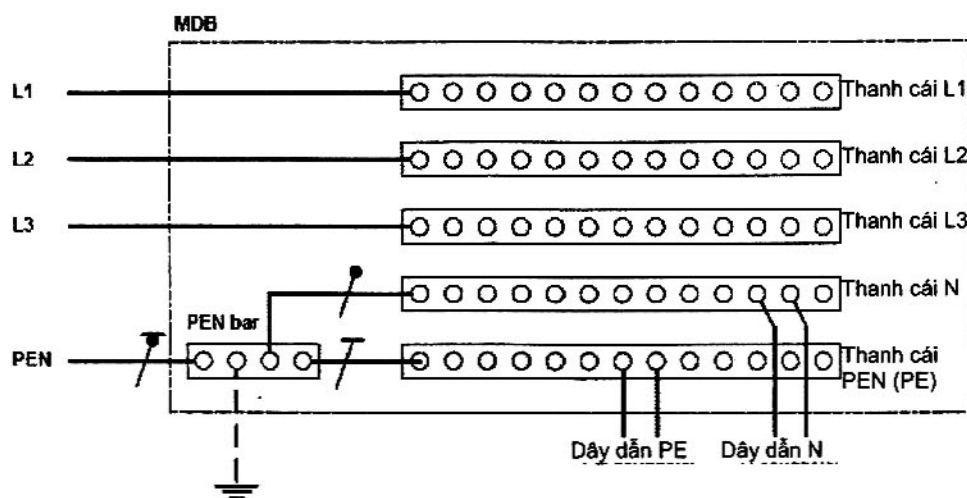 MDB
L1
Thanh cái L1
L2
Thanh cái L2
L3
Thanh cái L3
Thanh cái N
PEN bar
PEN
Thanh cái
PEN (PE)
Dây dẫn PE
Dây dẫn N